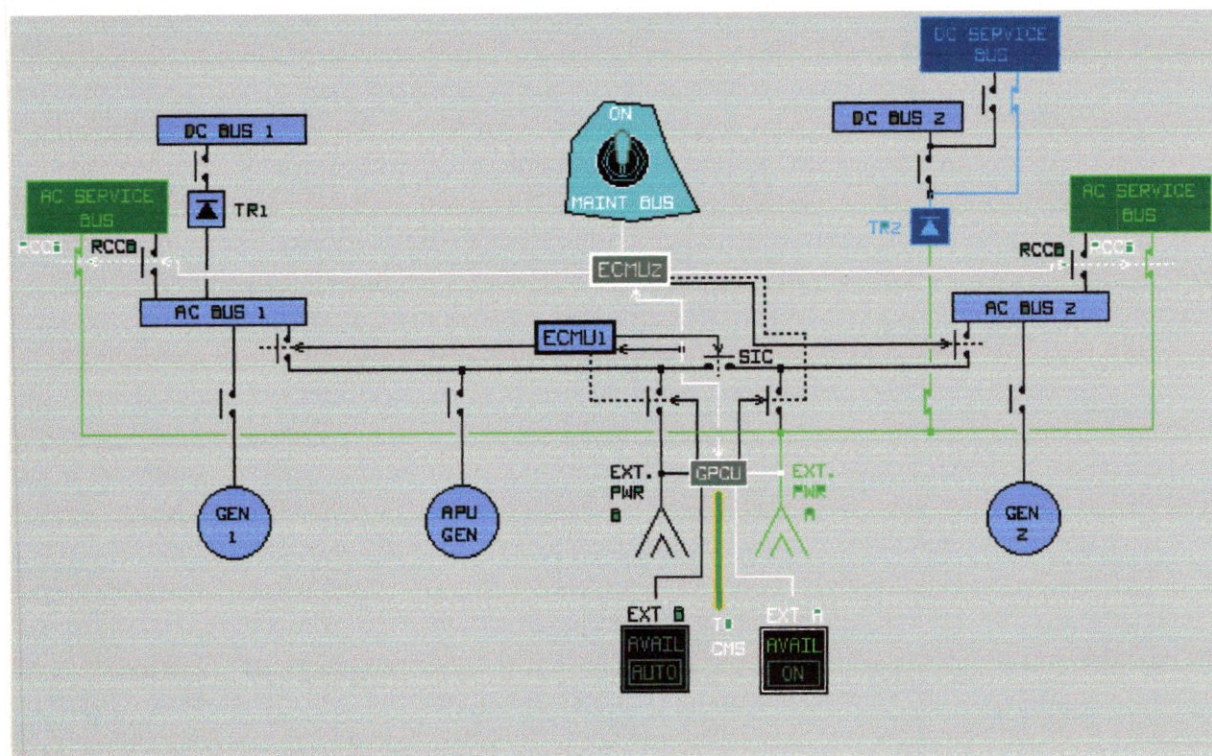 DC SERVICE
BUS
ON
DC BUS 1
DC BUS 2
AC SERVICE
BUS
TR1
MAINT BUS
AC SERVICE
BUS
TR2
RCCB
RCCB
RCCB
RCCB
ECMU2
AC BUS 1
AC BUS 2
ECMU1
SIC
EXT.
PWR
B
GPCU
EXT.
PWR
A
GEN
1
APU
GEN
GEN
2
EXT B
TO
CMS
EXT A
AVAIL
AUTO
AVAIL
ON